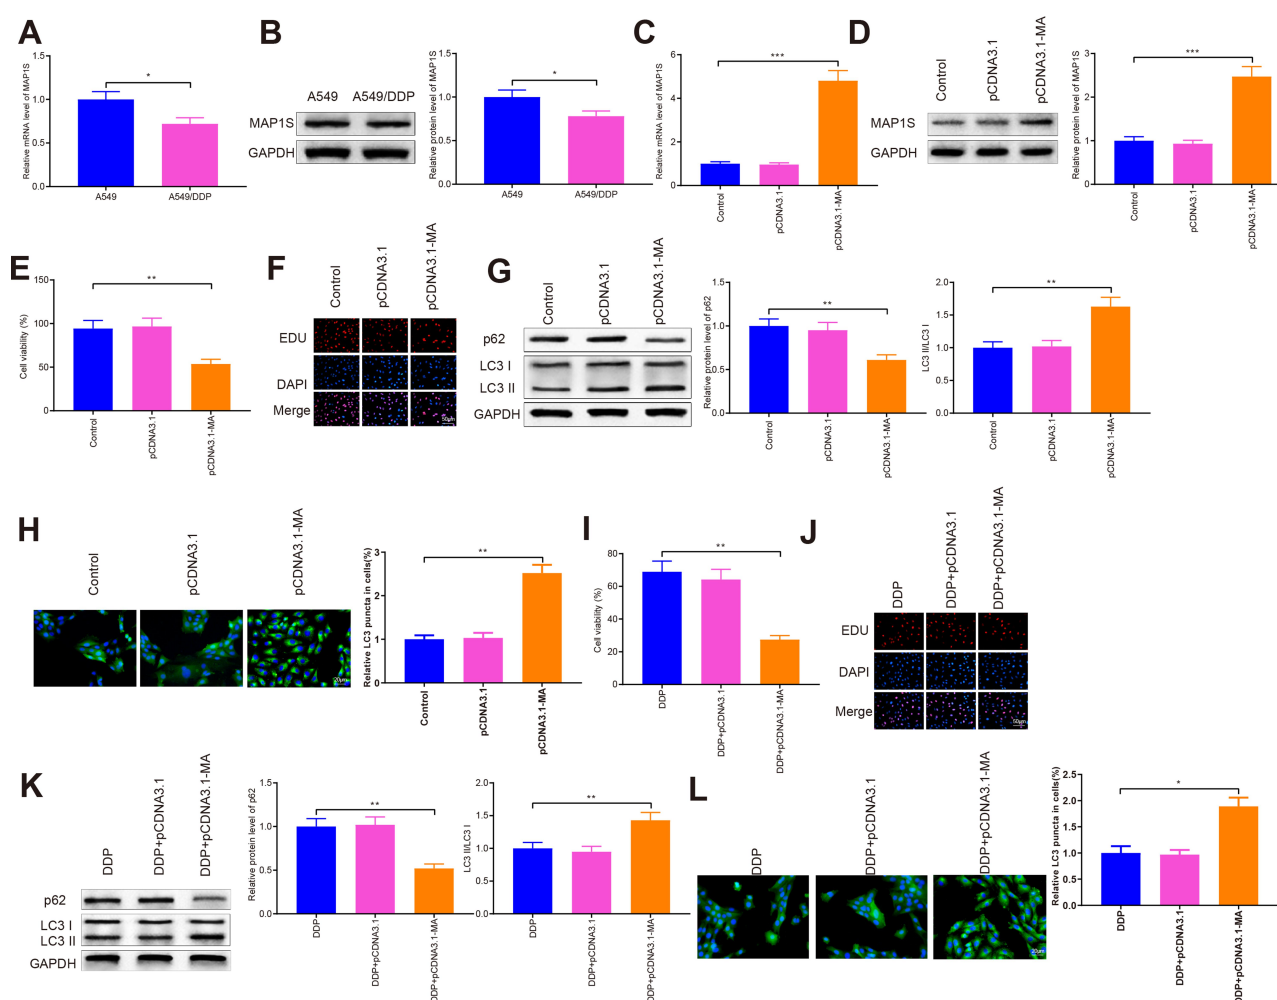 A
Relative mRNA level of MAP1S
1.5
1.0
0.5
0.0
*
A549
A549/DDP
B
A549 A549/DDP
MAP1S
GAPDH
Relative protein level of MAP1S
1.5
1.0
0.5
0.0
*
A549
A549/DDP
C
Relative mRNA level of MAP1S
6
4
2
0
***
Control
pCDNA3.1
pCDNA3.1-MA
D
Control
pCDNA3.1
pCDNA3.1-MA
MAP1S
GAPDH
Relative protein level of MAP1S
3
2
1
0
***
Control
pCDNA3.1
pCDNA3.1-MA
E
Cell viability (%)
150
100
50
0
**
Control
pCDNA3.1
pCDNA3.1-MA
F
Control
pCDNA3.1
pCDNA3.1-MA
EDU
DAPI
Merge
50μm
G
Control
pCDNA3.1
pCDNA3.1-MA
p62
LC3 I
LC3 II
GAPDH
Relative protein level of p62
1.5
1.0
0.5
0.0
**
Control
pCDNA3.1
pCDNA3.1-MA
LC3 II/LC3 I
2.0
1.5
1.0
0.5
0.0
**
Control
pCDNA3.1
pCDNA3.1-MA
H
Control
pCDNA3.1
pCDNA3.1-MA
20μm
Relative LC3 puncta in cells(%)
3
2
1
0
**
Control
pCDNA3.1
pCDNA3.1-MA
I
Cell viability (%)
80
60
40
20
0
**
DDP
DDP+pCDNA3.1
DDP+pCDNA3.1-MA
J
DDP
DDP+pCDNA3.1
DDP+pCDNA3.1-MA
EDU
DAPI
Merge
50μm
K
DDP
DDP+pCDNA3.1
DDP+pCDNA3.1-MA
p62
LC3 I
LC3 II
GAPDH
Relative protein level of p62
1.5
1.0
0.5
0.0
**
DDP
DDP+pCDNA3.1
DDP+pCDNA3.1-MA
LC3 II/LC3 I
2.0
1.5
1.0
0.5
0.0
**
DDP
DDP+pCDNA3.1
DDP+pCDNA3.1-MA
L
DDP
DDP+pCDNA3.1
DDP+pCDNA3.1-MA
20μm
Relative LC3 puncta in cells(%)
2.5
2.0
1.5
1.0
0.5
0.0
*
DDP
DDP+pCDNA3.1
DDP+pCDNA3.1-MA